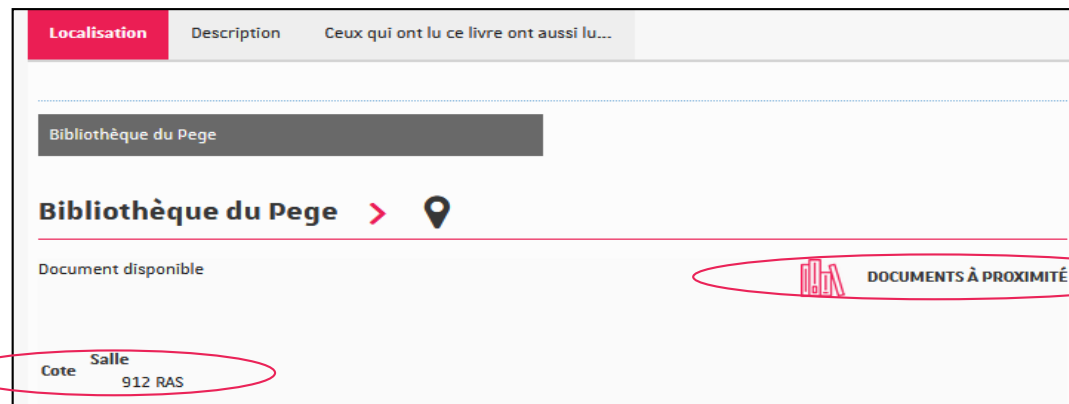 Localisation Description Ceux qui ont lu ce livre ont aussi lu...
Bibliothèque du Pege
Bibliothèque du Pege >
Document disponible DOCUMENTS À PROXIMITÉ
Salle
Cote
912 RAS